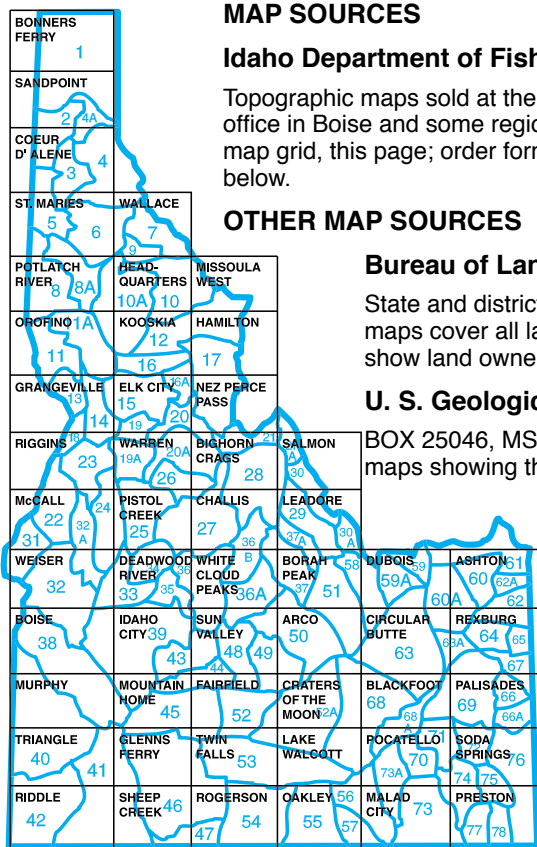 MAP SOURCES
Idaho Department of Fish
Topographic maps sold at the
office in Boise and some regio
map grid, this page; order form
below.
OTHER MAP SOURCES
Bureau of Lan
State and district
maps cover all la
show land owne
U. S. Geologic
BOX 25046, MS
maps showing th
BONNERS
FERRY
1
SANDPOINT
2 4A
COEUR
D' ALENE
3 4
ST. MARIES WALLACE
5 6 7
9
POTLATCH HEAD- MISSOULA
RIVER QUARTERS WEST
8 8A 10A 10
OROFINO 1A KOOSKIA HAMILTON
12
11 16 17
GRANGEVILLE ELK CITY 16A NEZ PERCE
13 15 PASS
14 19 20
RIGGINS 18 WARREN BIGHORN 21 SALMON
23 19A 20A CRAGS A
26 28 30
McCALL PISTOL CHALLIS LEADORE
22 24 CREEK 29
31 32 25 27 36 37A 30
A A
WEISER DEADWOOD WHITE B BORAH 58 DUBOIS 59 ASHTON 61
RIVER 34 36 CLOUD PEAK 59A 60 62A
32 33 35 PEAKS 36A 37 51 60A 62
BOISE IDAHO SUN ARCO CIRCULAR REXBURG
38 CITY 39 VALLEY 50 BUTTE 64 65
43 44 48 49 63 63A 67
MURPHY MOUNTAIN FAIRFIELD CRATERS BLACKFOOT PALISADES
HOME OF THE 68 69 66
45 52 MOON 52A 68 66A
A
TRIANGLE GLENNS TWIN LAKE POCATELLO 71 SODA
40 FERRY FALLS WALCOTT 70 SPRINGS 76
41 53 73A 74 75
RIDDLE SHEEP 46 ROGERSON OAKLEY 56 MALAD PRESTON
42 CREEK 54 55 CITY 73
47 57 77 78